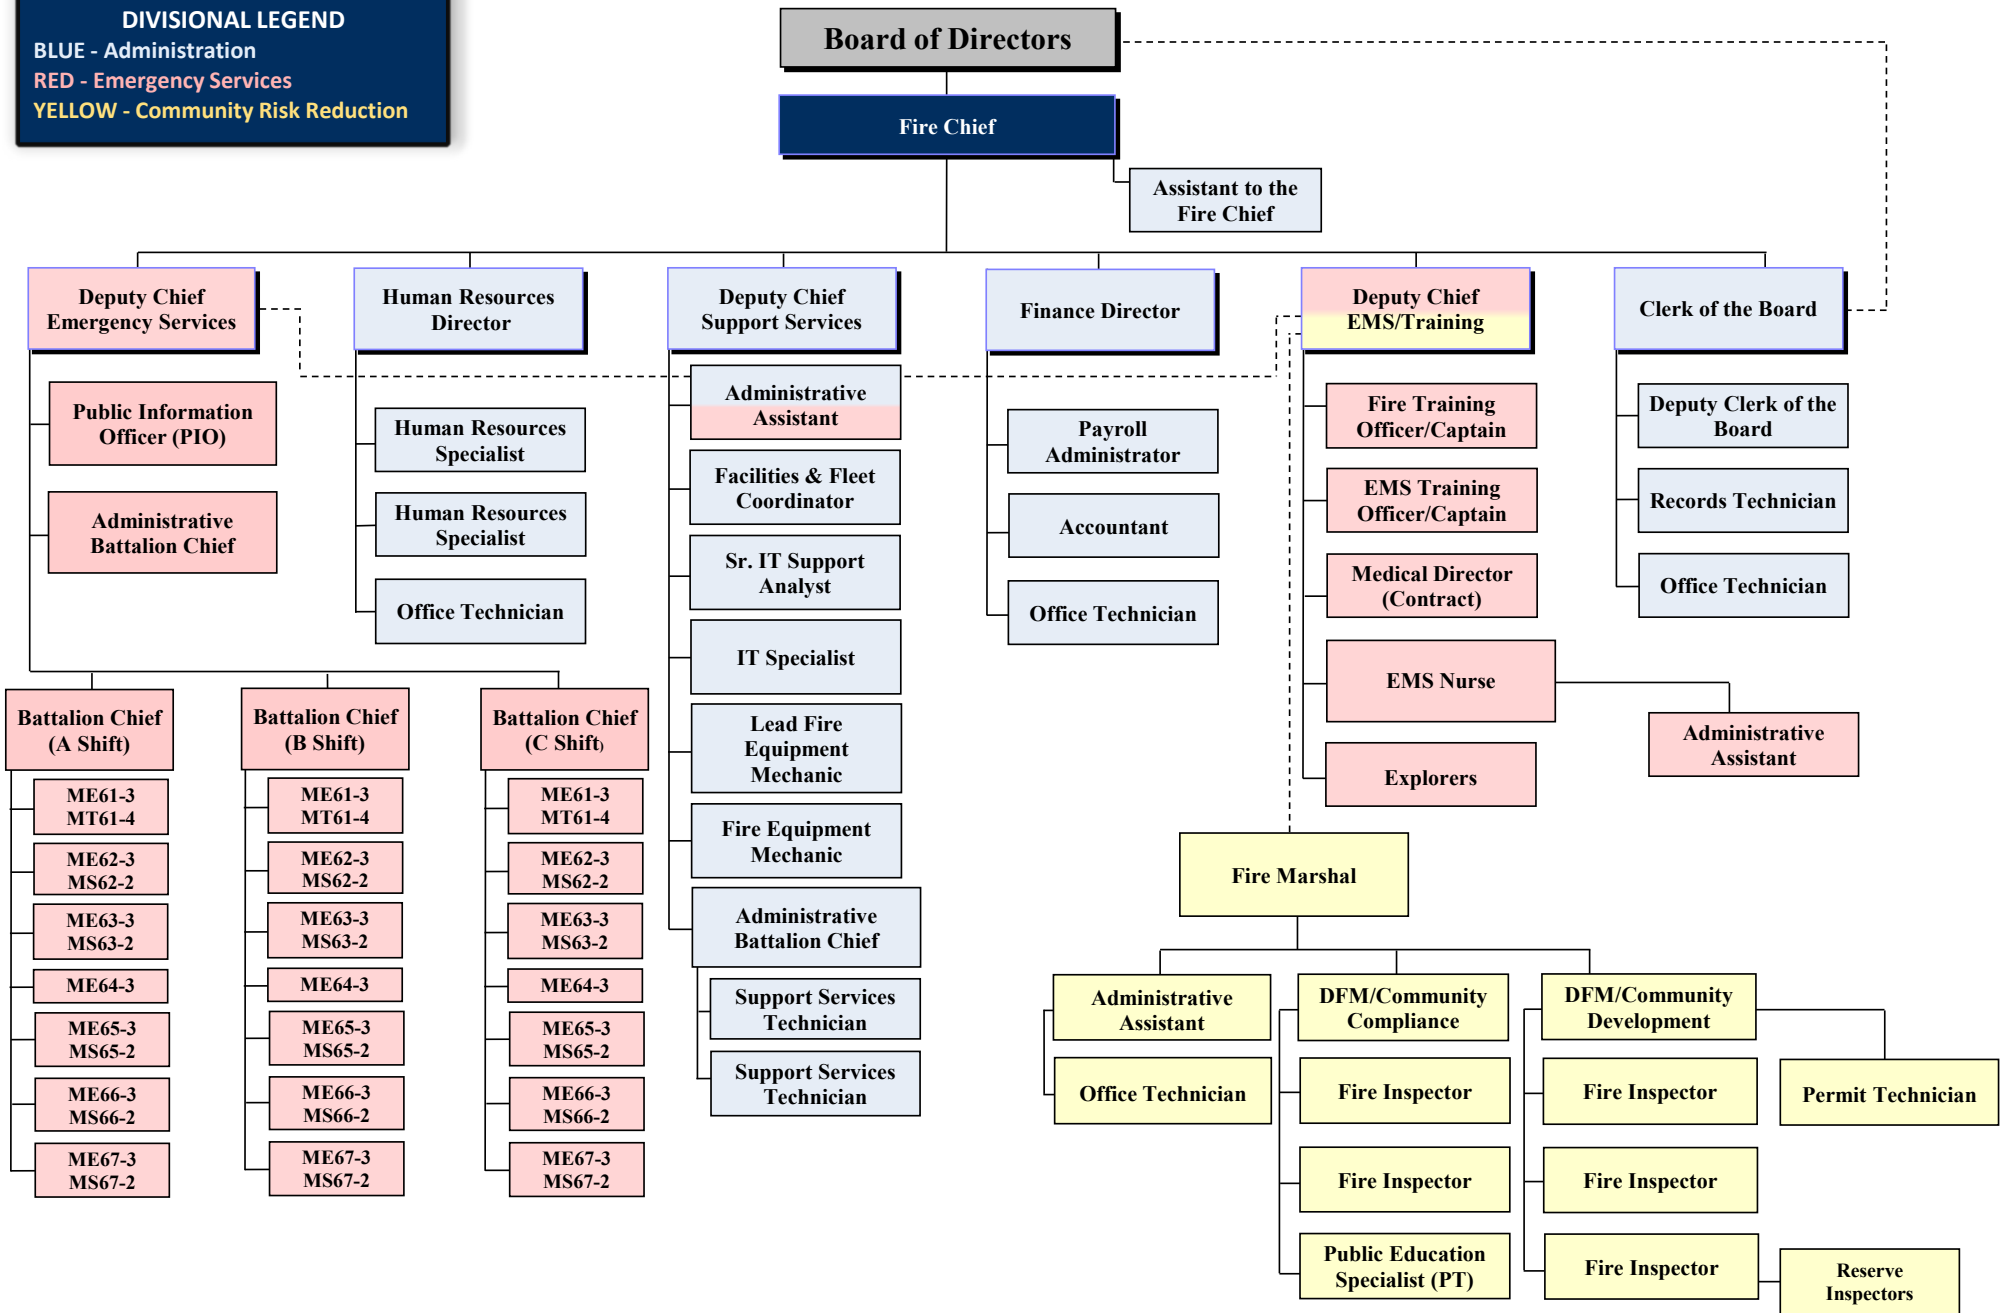 DIVISIONAL LEGEND
BLUE - Administration
RED - Emergency Services
YELLOW - Community Risk Reduction
Board of Directors
Fire Chief
Assistant to the
Fire Chief
Deputy Chief
Emergency Services
Human Resources
Director
Deputy Chief
Support Services
Finance Director
Deputy Chief
EMS/Training
Clerk of the Board
Public Information
Officer (PIO)
Administrative
Battalion Chief
Human Resources
Specialist
Human Resources
Specialist
Office Technician
Administrative
Assistant
Facilities & Fleet
Coordinator
Sr. IT Support
Analyst
IT Specialist
Lead Fire
Equipment
Mechanic
Fire Equipment
Mechanic
Administrative
Battalion Chief
Support Services
Technician
Support Services
Technician
Payroll
Administrator
Accountant
Office Technician
Fire Training
Officer/Captain
EMS Training
Officer/Captain
Medical Director
(Contract)
EMS Nurse
Administrative
Assistant
Explorers
Deputy Clerk of the
Board
Records Technician
Office Technician
Battalion Chief
(A Shift)
ME61-3
MT61-4
ME62-3
MS62-2
ME63-3
MS63-2
ME64-3
ME65-3
MS65-2
ME66-3
MS66-2
ME67-3
MS67-2
Battalion Chief
(B Shift)
ME61-3
MT61-4
ME62-3
MS62-2
ME63-3
MS63-2
ME64-3
ME65-3
MS65-2
ME66-3
MS66-2
ME67-3
MS67-2
Battalion Chief
(C Shift)
ME61-3
MT61-4
ME62-3
MS62-2
ME63-3
MS63-2
ME64-3
ME65-3
MS65-2
ME66-3
MS66-2
ME67-3
MS67-2
Fire Marshal
Administrative
Assistant
Office Technician
DFM/Community
Compliance
Fire Inspector
Fire Inspector
Public Education
Specialist (PT)
DFM/Community
Development
Fire Inspector
Fire Inspector
Fire Inspector
Permit Technician
Reserve
Inspectors